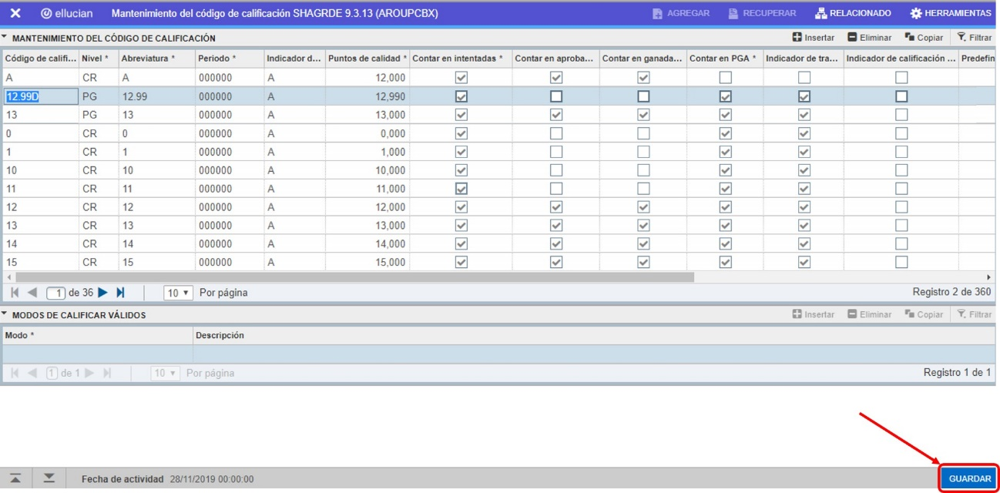 ✕ ellucian Mantenimiento del código de calificación SHAGRDE 9.3.13 (AROUPCBX) AGREGAR RECUPERAR RELACIONADO HERRAMIENTAS
MANTENIMIENTO DEL CÓDIGO DE CALIFICACIÓN Insertar Eliminar Copiar Filtrar
Código de califi... Nivel * Abreviatura * Periodo * Indicador d... Puntos de calidad * Contar en intentadas * Contar en aproba... Contar en ganada... Contar en PGA * Indicador de tra... Indicador de calificación ... Predefin
A CR A 000000 A 12,000
12.99D PG 12.99 000000 A 12,990
13 PG 13 000000 A 13,000
0 CR 0 000000 A 0,000
1 CR 1 000000 A 1,000
10 CR 10 000000 A 10,000
11 CR 11 000000 A 11,000
12 CR 12 000000 A 12,000
13 CR 13 000000 A 13,000
14 CR 14 000000 A 14,000
15 CR 15 000000 A 15,000
1 de 36 10 Por página Registro 2 de 360
MODOS DE CALIFICAR VÁLIDOS Insertar Eliminar Copiar Filtrar
Modo * Descripción
1 de 1 10 Por página Registro 1 de 1
Fecha de actividad 28/11/2019 00:00:00 GUARDAR